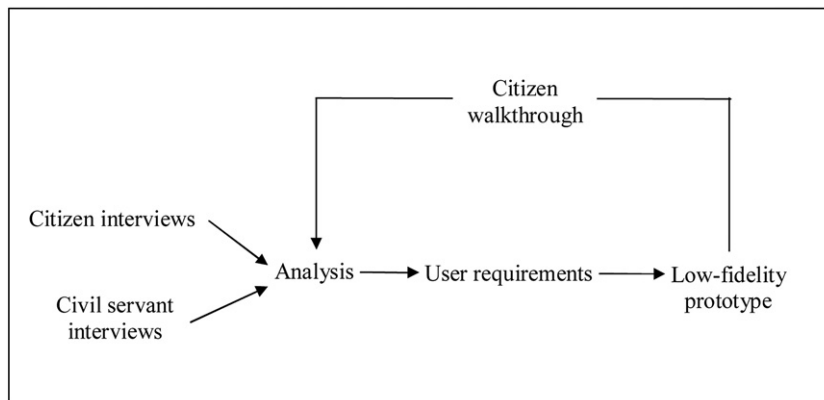 Citizen
walkthrough
Citizen interviews
Analysis
User requirements
Low-fidelity
prototype
Civil servant
interviews